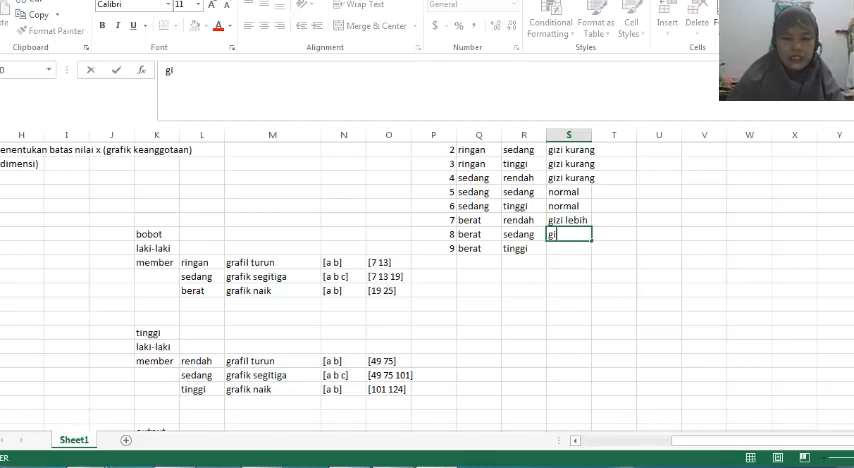 Copy
Format Painter
Clipboard
Calibri 11
B I U A
Font
Wrap Text
Merge & Center
Alignment
$ % ,
Number
Conditional Formatting
Format as Table
Cell Styles
Styles
Insert Delete
Cells
0 fx gi
H I J K L M N O P Q R S T U V W X Y
enentukan batas nilai x (grafik keanggotaan) 2 ringan sedang gizi kurang
dimensi) 3 ringan tinggi gizi kurang
4 sedang rendah gizi kurang
5 sedang sedang normal
6 sedang tinggi normal
7 berat rendah gizi lebih
bobot 8 berat sedang gi
laki-laki 9 berat tinggi
member ringan grafil turun [a b] [7 13]
sedang grafik segitiga [a b c] [7 13 19]
berat grafik naik [a b] [19 25]
tinggi
laki-laki
member rendah grafil turun [a b] [49 75]
sedang grafik segitiga [a b c] [49 75 101]
tinggi grafik naik [a b] [101 124]
Sheet1
ER